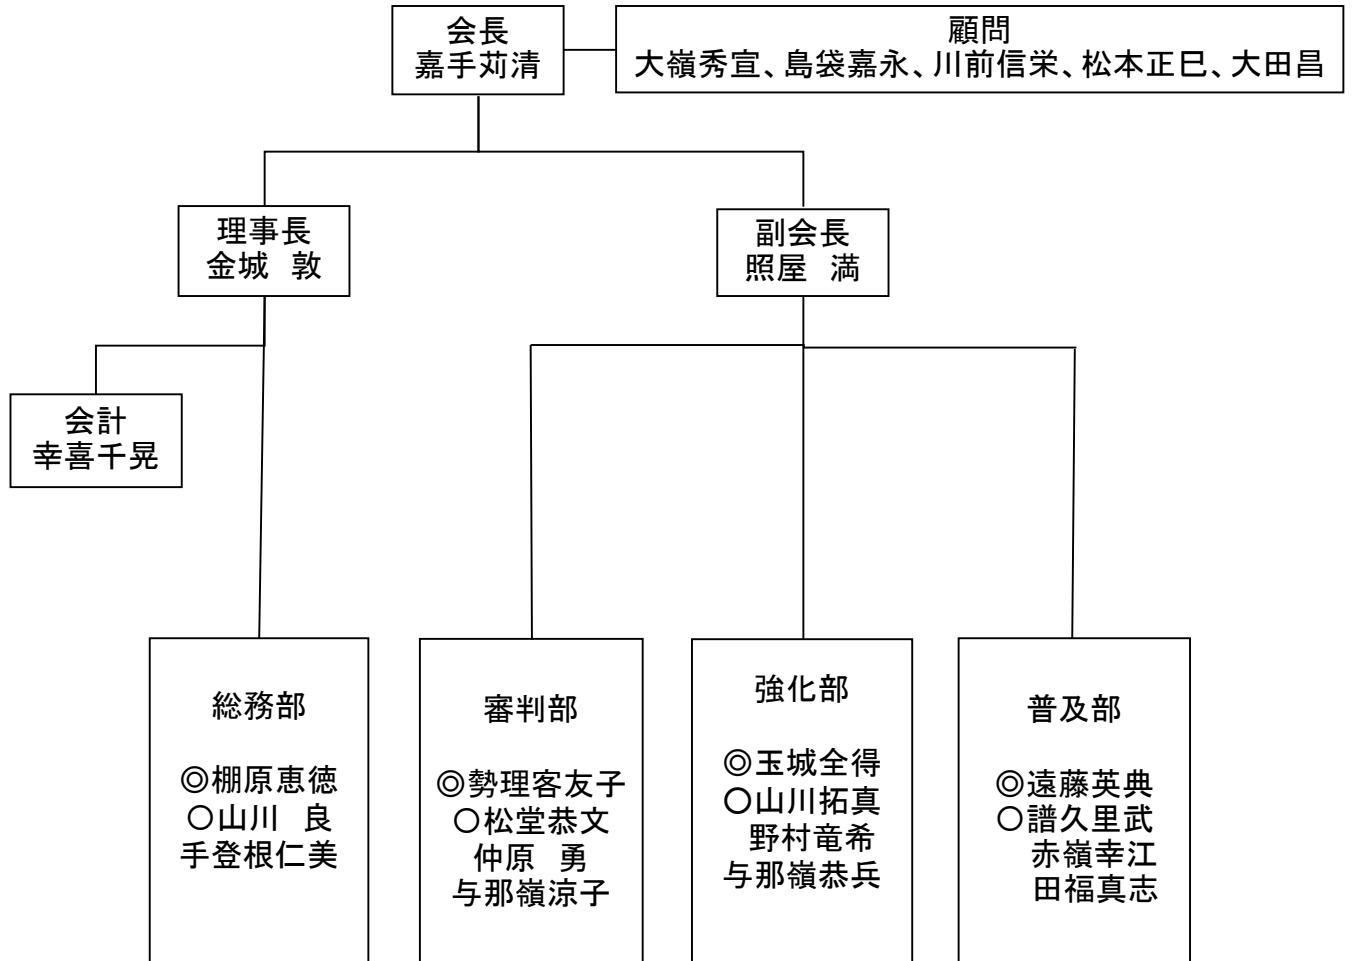 会長
嘉手苅清
顧問
大嶺秀宣、島袋嘉永、川前信栄、松本正巳、大田昌
理事長
金城　敦
副会長
照屋　満
会計
幸喜千晃
総務部
◎棚原恵徳
〇山川　良
手登根仁美
審判部
◎勢理客友子
〇松堂恭文
仲原　勇
与那嶺涼子
強化部
◎玉城全得
〇山川拓真
野村竜希
与那嶺恭兵
普及部
◎遠藤英典
〇譜久里武
赤嶺幸江
田福真志